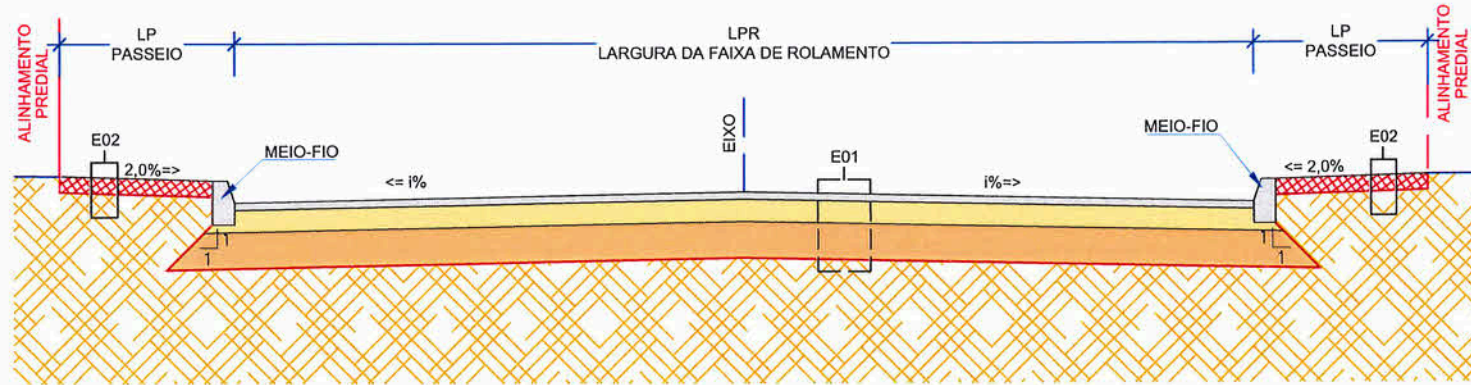 ALINHAMENTO
PREDIAL
LP
PASSEIO
LPR
LARGURA DA FAIXA DE ROLAMENTO
LP
PASSEIO
ALINHAMENTO
PREDIAL
E02
2,0%=>
MEIO-FIO
<= i%
EIXO
E01
i%=>
MEIO-FIO
<= 2,0%
E02
1
1
1
1